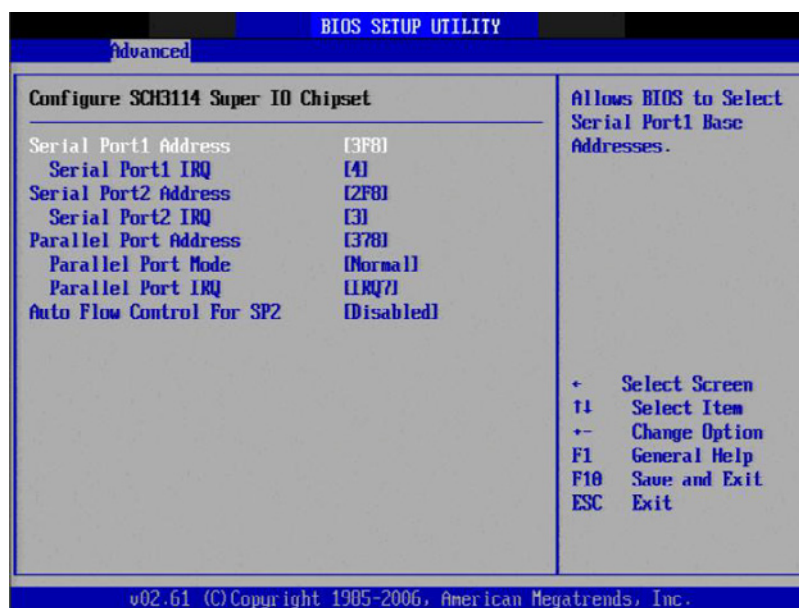 BIOS SETUP UTILITY
Advanced
Configure SCH3114 Super IO Chipset
Serial Port1 Address [3F8]
Serial Port1 IRQ [4]
Serial Port2 Address [2F8]
Serial Port2 IRQ [3]
Parallel Port Address [378]
Parallel Port Mode [Normal]
Parallel Port IRQ [IRQ7]
Auto Flow Control For SP2 [Disabled]
Allows BIOS to Select
Serial Port1 Base
Addresses.
← Select Screen
↑↓ Select Item
+- Change Option
F1 General Help
F10 Save and Exit
ESC Exit
v02.61 (C)Copyright 1985-2006, American Megatrends, Inc.